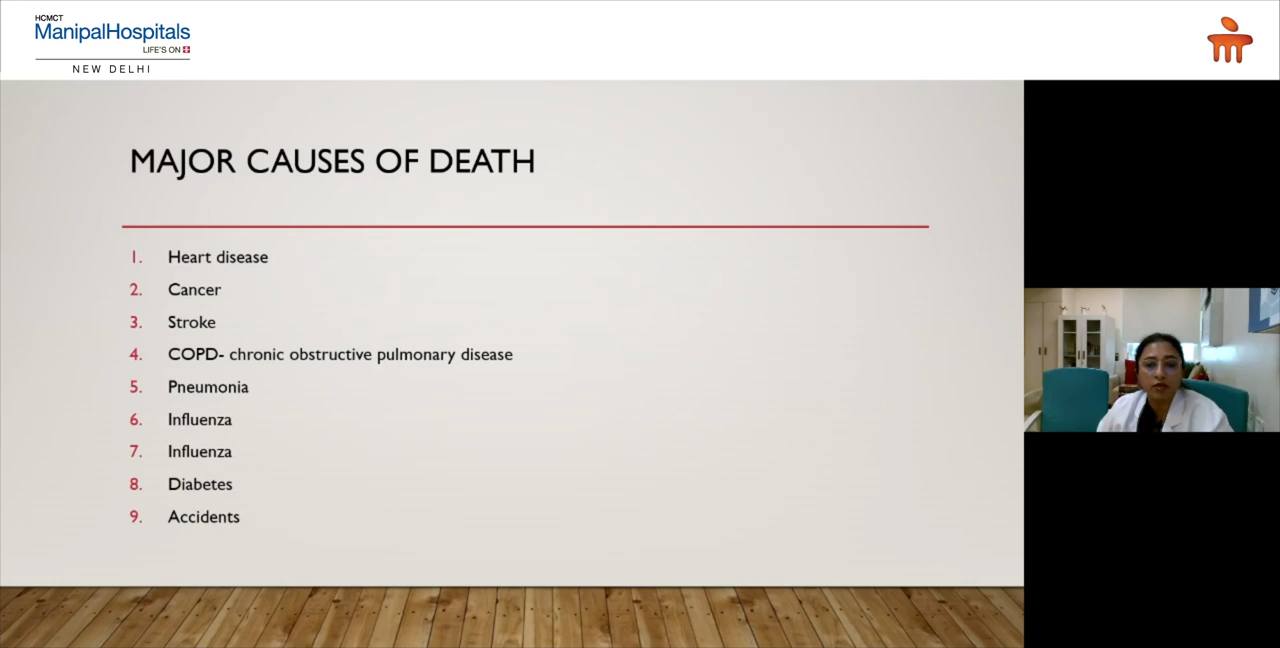 HCMCT
ManipalHospitals
LIFE'S ON
NEW DELHI
MAJOR CAUSES OF DEATH
1. Heart disease
2. Cancer
3. Stroke
4. COPD- chronic obstructive pulmonary disease
5. Pneumonia
6. Influenza
7. Influenza
8. Diabetes
9. Accidents